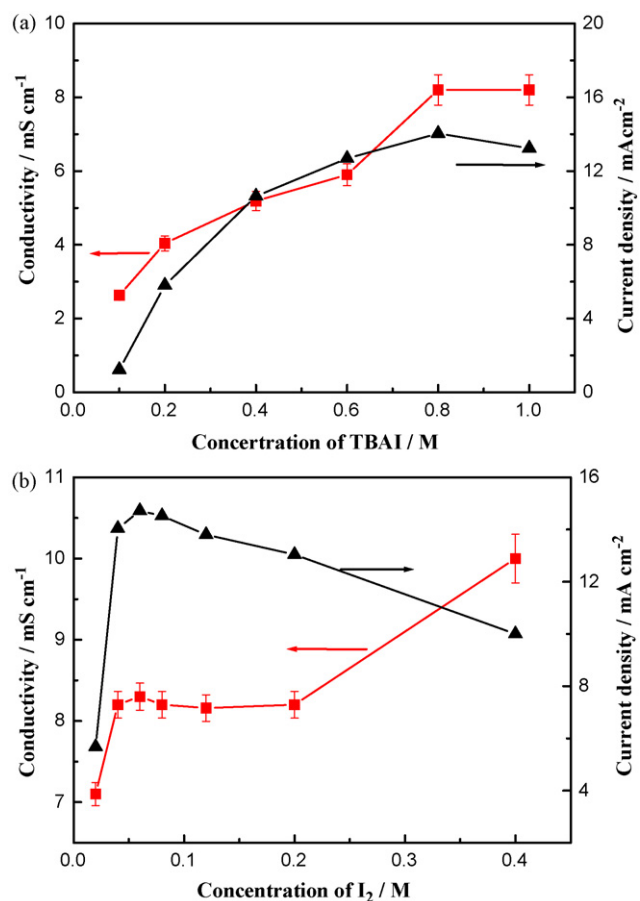 (a)
Conductivity / mS cm-1
10
8
6
4
2
0
20
16
12
8
4
0
Current density / mAcm-2
0.0 0.2 0.4 0.6 0.8 1.0
Concertration of TBAI / M
(b)
Conductivity / mS cm-1
11
10
9
8
7
16
12
8
4
Current density / mA cm-2
0.0 0.1 0.2 0.3 0.4
Concentration of I2 / M